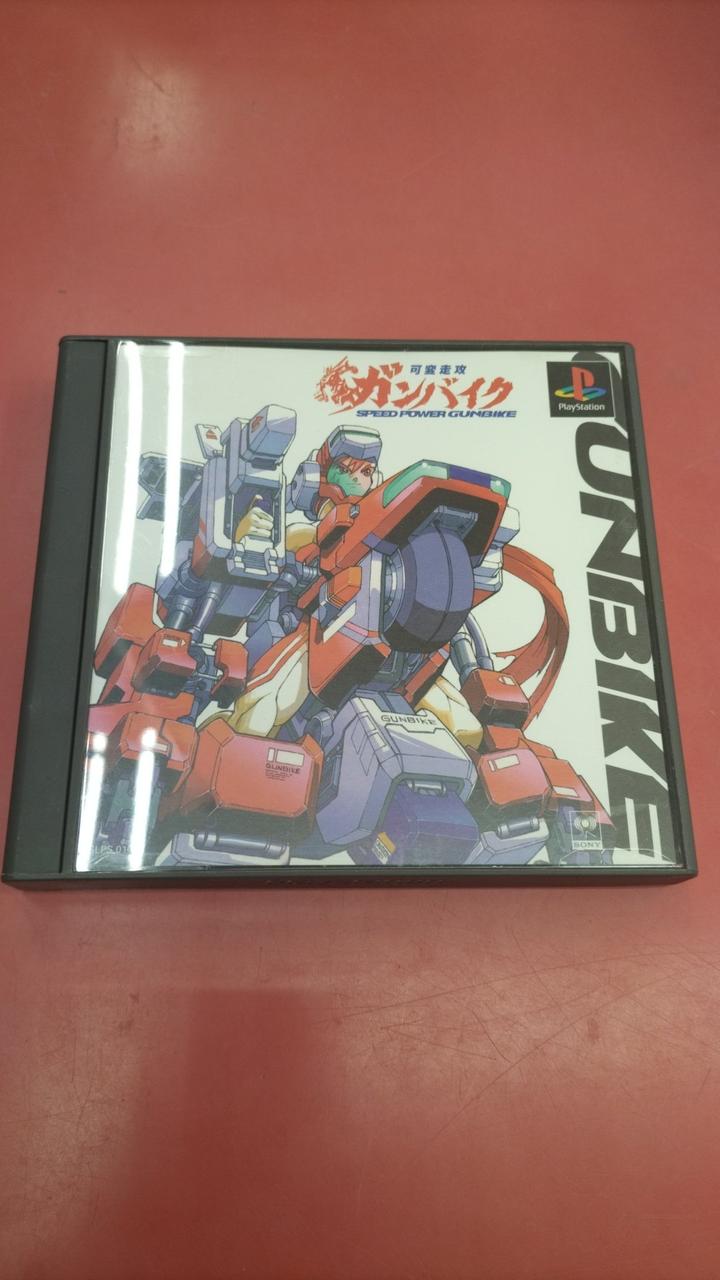 可変走攻
ガンバイク
SPEED POWER GUNBIKE
PlayStation
GUNBIKE
GUNBIKE
GUNBIKE
SONY